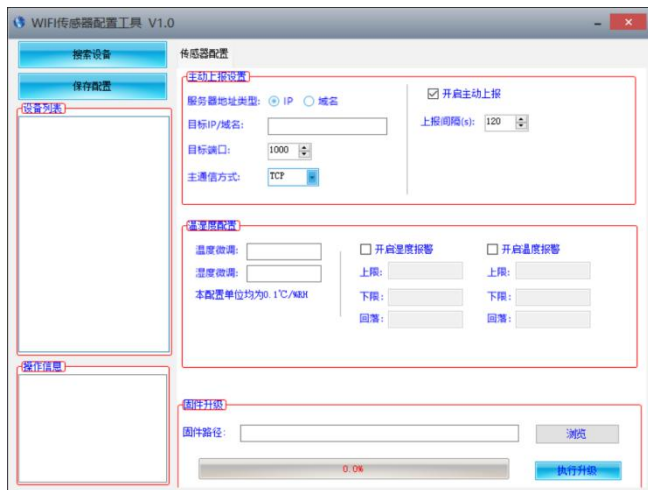 WIFI传感器配置工具 V1.0
搜索设备
保存配置
设备列表
操作信息
传感器配置
主动上报设置
服务器地址类型: IP 域名
目标IP/域名:
目标端口: 1000
主通信方式: TCP
开启主动上报
上报间隔(s): 120
温湿度配置
温度微调:
湿度微调:
本配置单位均为0.1℃/%RH
开启湿度报警
上限:
下限:
回落:
开启温度报警
上限:
下限:
回落:
固件升级
固件路径:
浏览
0.0%
执行升级